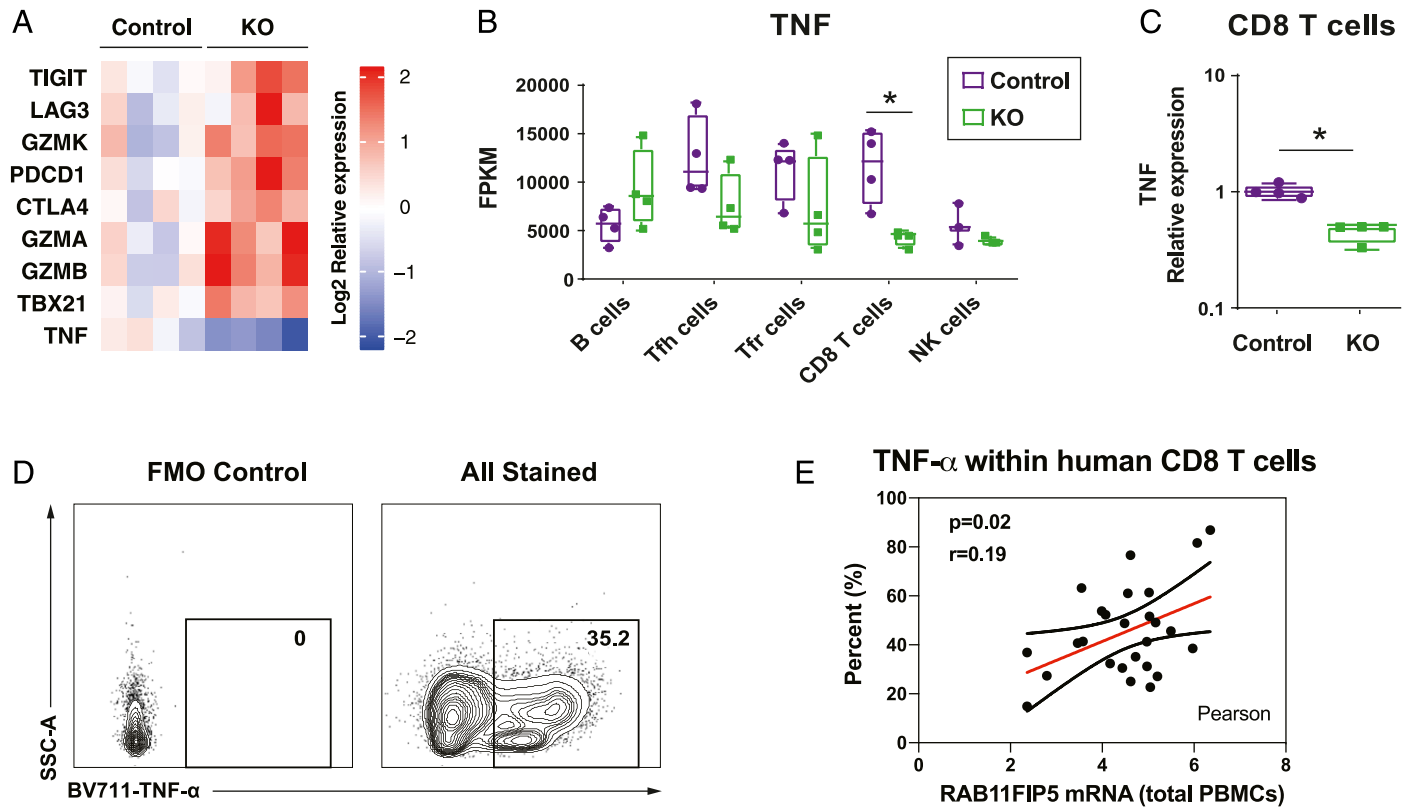 A
Control KO
TIGIT
LAG3
GZMK
PDCD1
CTLA4
GZMA
GZMB
TBX21
TNF
2
1
0
−1
−2
Log2 Relative expression
B
TNF
FPKM
20000
15000
10000
5000
0
*
Control
KO
B cells
Tfh cells
Tfr cells
CD8 T cells
NK cells
C
CD8 T cells
TNF
Relative expression
10
1
0.1
*
Control KO
D
FMO Control
All Stained
0
35.2
SSC-A
BV711-TNF-α
E
TNF-α within human CD8 T cells
Percent (%)
100
80
60
40
20
0
p=0.02
r=0.19
Pearson
0 2 4 6 8
RAB11FIP5 mRNA (total PBMCs)